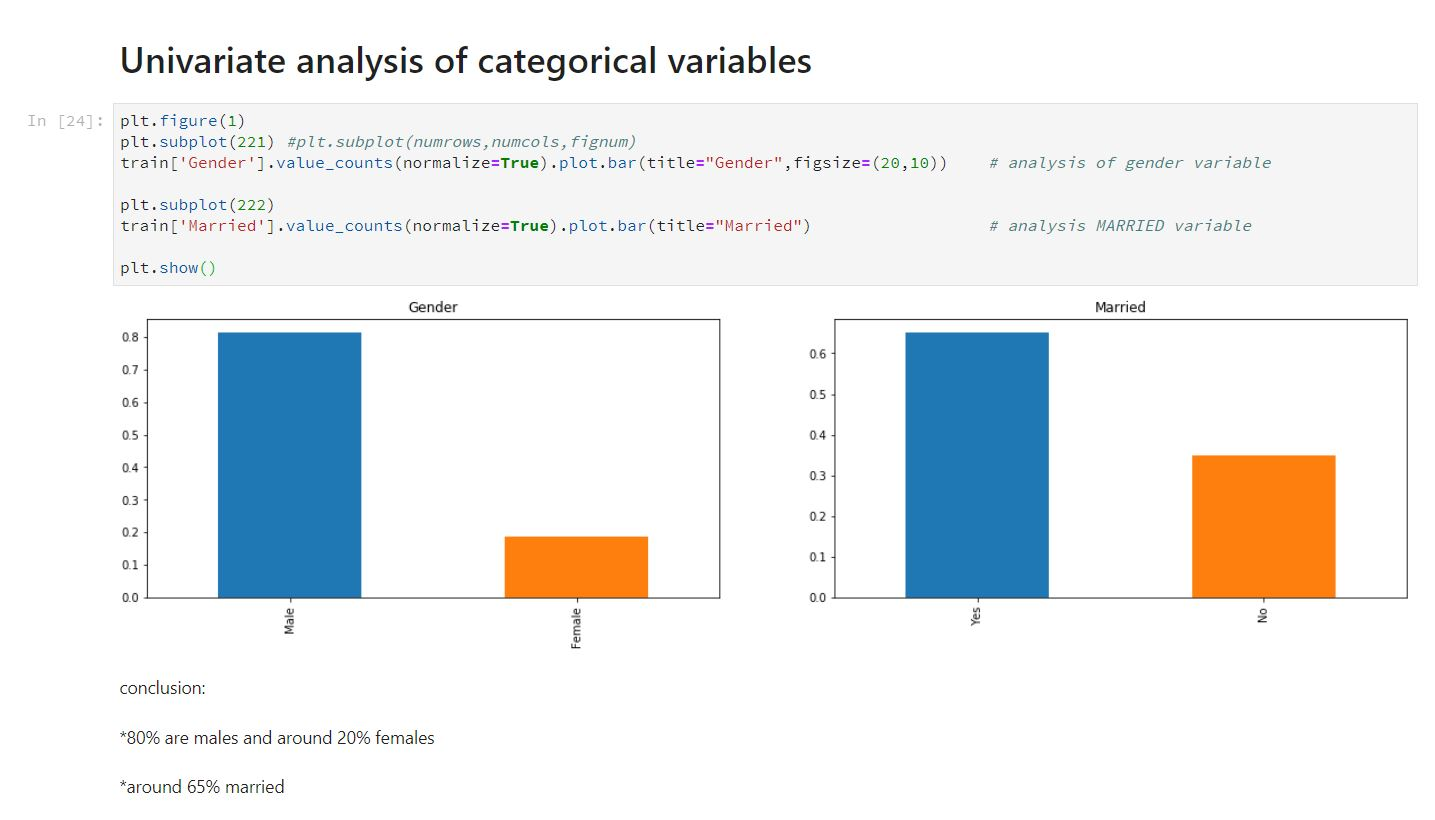 Univariate analysis of categorical variables
In [24]:
plt.figure(1)
plt.subplot(221) #plt.subplot(numrows,numcols,fignum)
train['Gender'].value_counts(normalize=True).plot.bar(title="Gender",figsize=(20,10)) # analysis of gender variable
plt.subplot(222)
train['Married'].value_counts(normalize=True).plot.bar(title="Married") # analysis MARRIED variable
plt.show()
Gender
0.8
0.7
0.6
0.5
0.4
0.3
0.2
0.1
0.0
Male
Female
Married
0.6
0.5
0.4
0.3
0.2
0.1
0.0
Yes
No
conclusion:
*80% are males and around 20% females
*around 65% married